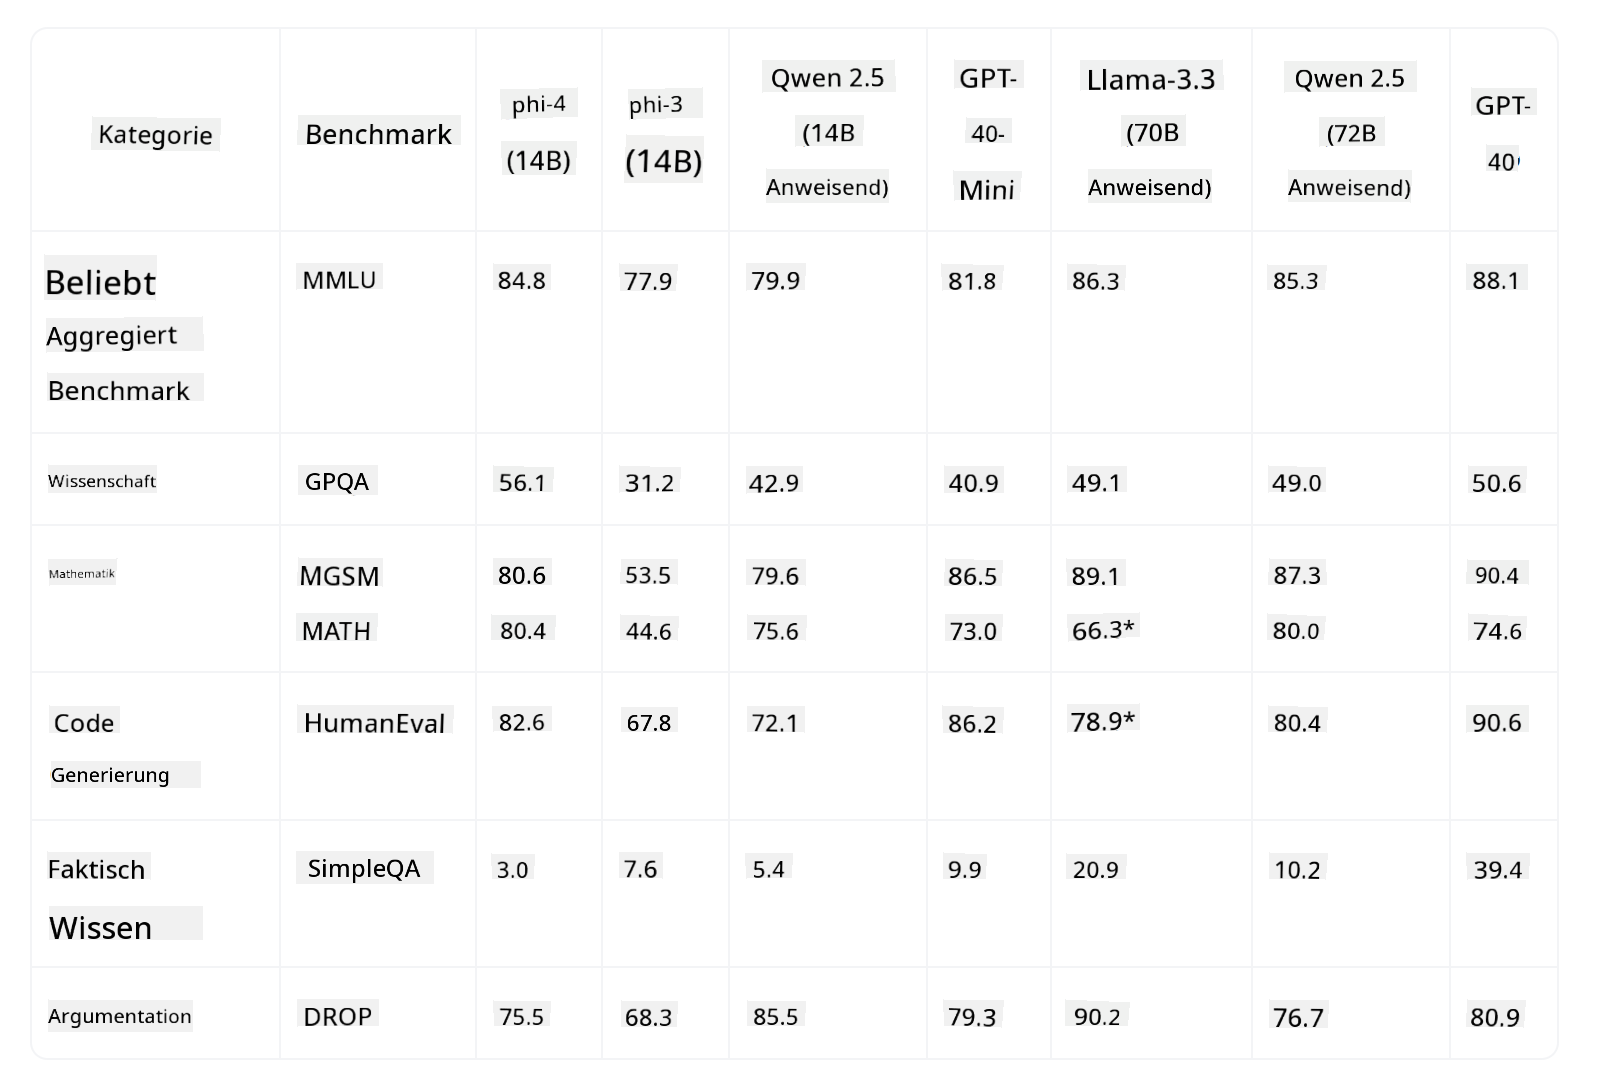 Kategorie Benchmark phi-4 (14B) phi-3 (14B) Qwen 2.5 (14B Anweisend) GPT-40-Mini Llama-3.3 (70B Anweisend) Qwen 2.5 (72B Anweisend) GPT-40
Beliebt Aggregiert Benchmark MMLU 84.8 77.9 79.9 81.8 86.3 85.3 88.1
Wissenschaft GPQA 56.1 31.2 42.9 40.9 49.1 49.0 50.6
Mathematik MGSM 80.6 53.5 79.6 86.5 89.1 87.3 90.4
MATH 80.4 44.6 75.6 73.0 66.3* 80.0 74.6
Code Generierung HumanEval 82.6 67.8 72.1 86.2 78.9* 80.4 90.6
Faktisch Wissen SimpleQA 3.0 7.6 5.4 9.9 20.9 10.2 39.4
Argumentation DROP 75.5 68.3 85.5 79.3 90.2 76.7 80.9